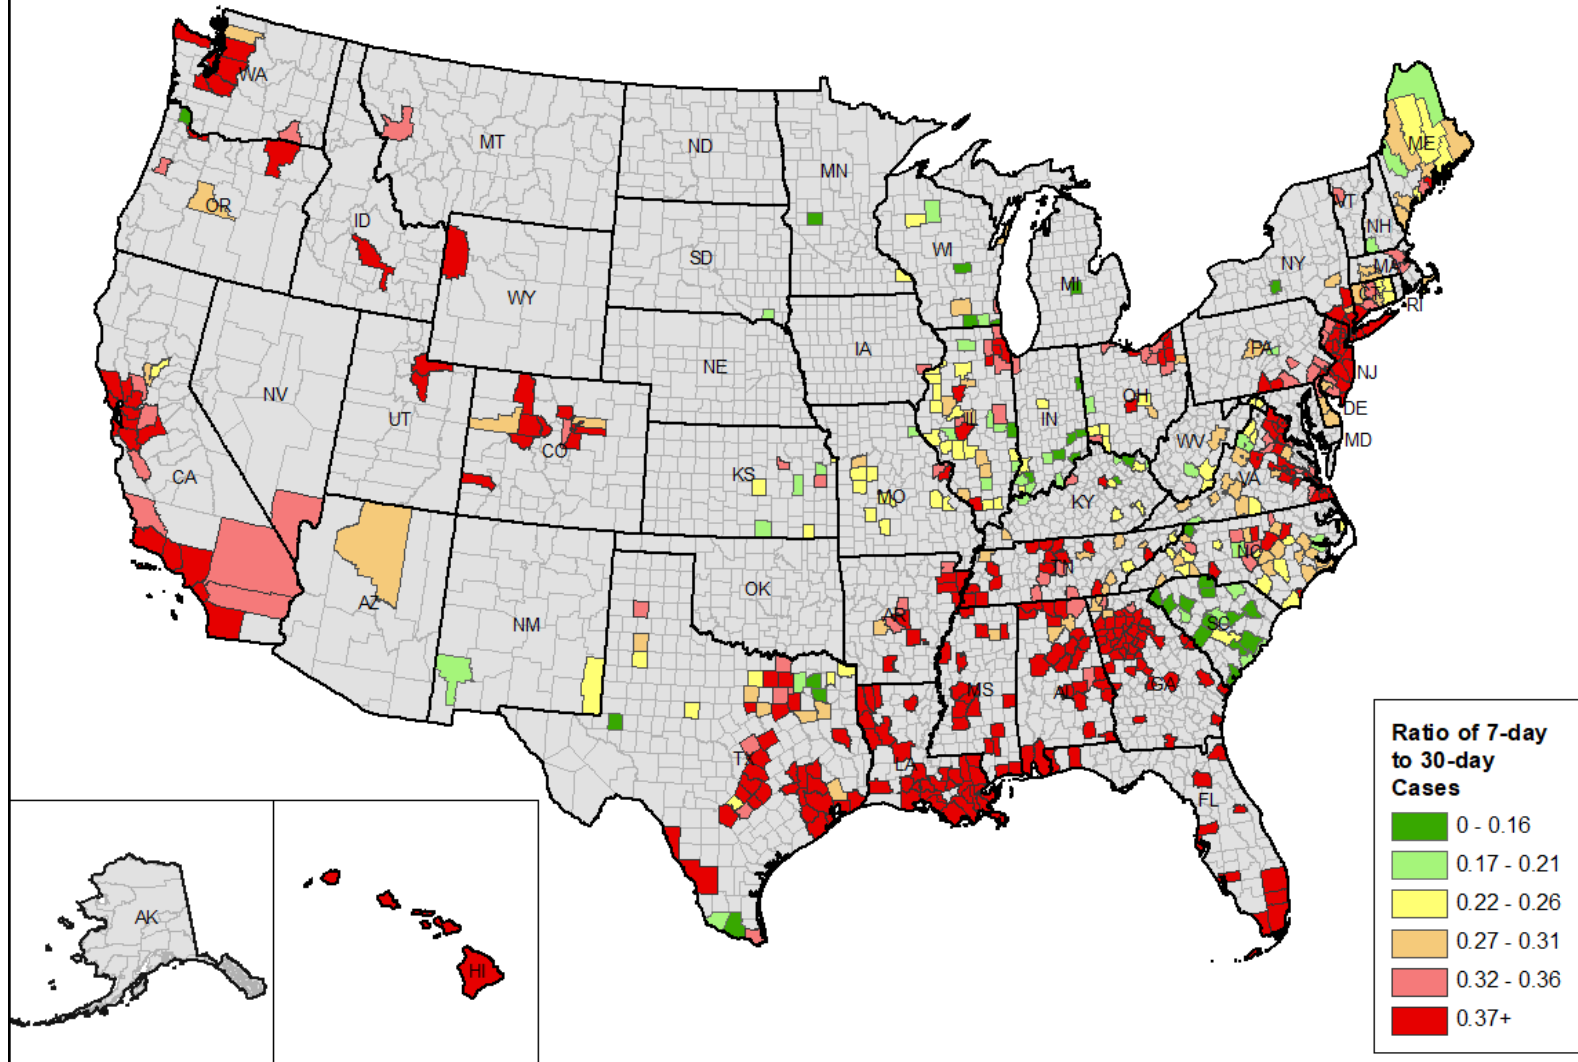 WA
MT
ND
MN
ME
OR
ID
SD
WI
MI
VT
NH
NY
MA
CT
RI
WY
IA
NE
PA
NJ
NV
UT
CO
IL
IN
OH
DE
MD
WV
CA
KS
MO
KY
VA
NC
TN
AZ
NM
OK
AR
SC
MS
AL
GA
TX
LA
FL
AK
HI
Ratio of 7-day
to 30-day
Cases
0 - 0.16
0.17 - 0.21
0.22 - 0.26
0.27 - 0.31
0.32 - 0.36
0.37+